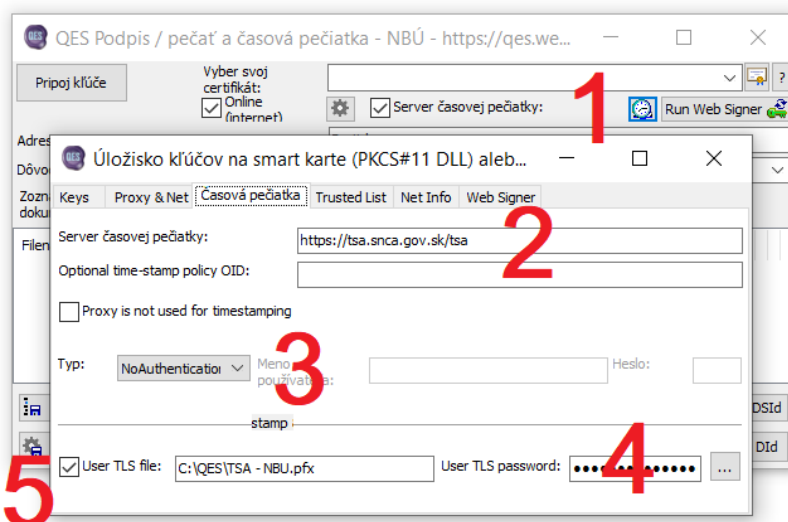 QES Podpis / pečať a časová pečiatka - NBÚ - https://qes.we...
Pripoj kľúče
Vyber svoj
certifikát:
Online
(internet)
Server časovej pečiatky:
1
Run Web Signer
?
Adres
Dôvo
Zozn
doku
Filen
QES
Úložisko kľúčov na smart karte (PKCS#11 DLL) aleb...
Keys
Proxy & Net
Časová pečiatka
Trusted List
Net Info
Web Signer
2
Server časovej pečiatky:
https://tsa.snca.gov.sk/tsa
Optional time-stamp policy OID:
Proxy is not used for timestamping
3
Typ:
NoAuthentication
Meno
používateľa:
Heslo:
stamp
DSId
DId
4
5
User TLS file:
C:\QES\TSA - NBU.pfx
User TLS password:
...